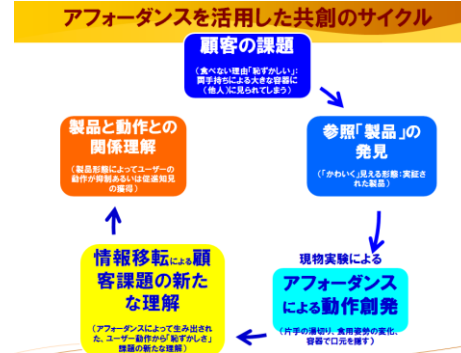 アフォーダンスを活用した共創のサイクル
顧客の課題
（食べない理由「恥ずかしい」：
両手持ちによる大きな容器に
（他人）に見られてしまう）
参照「製品」の
発見
（「かわいく」見える形態：実証さ
れた製品）
現物実験による
アフォーダンス
による動作創発
（片手の湯切り、食用姿勢の変化、
容器で口元を隠す）
情報移転による顧
客課題の新た
な理解
（アフォーダンスによって生み出され
た、ユーザー動作から「恥ずかしさ」
課題の新たな理解）
製品と動作との
関係理解
（製品形態によってユーザーの
動作が抑制あるいは促進知見
の獲得）